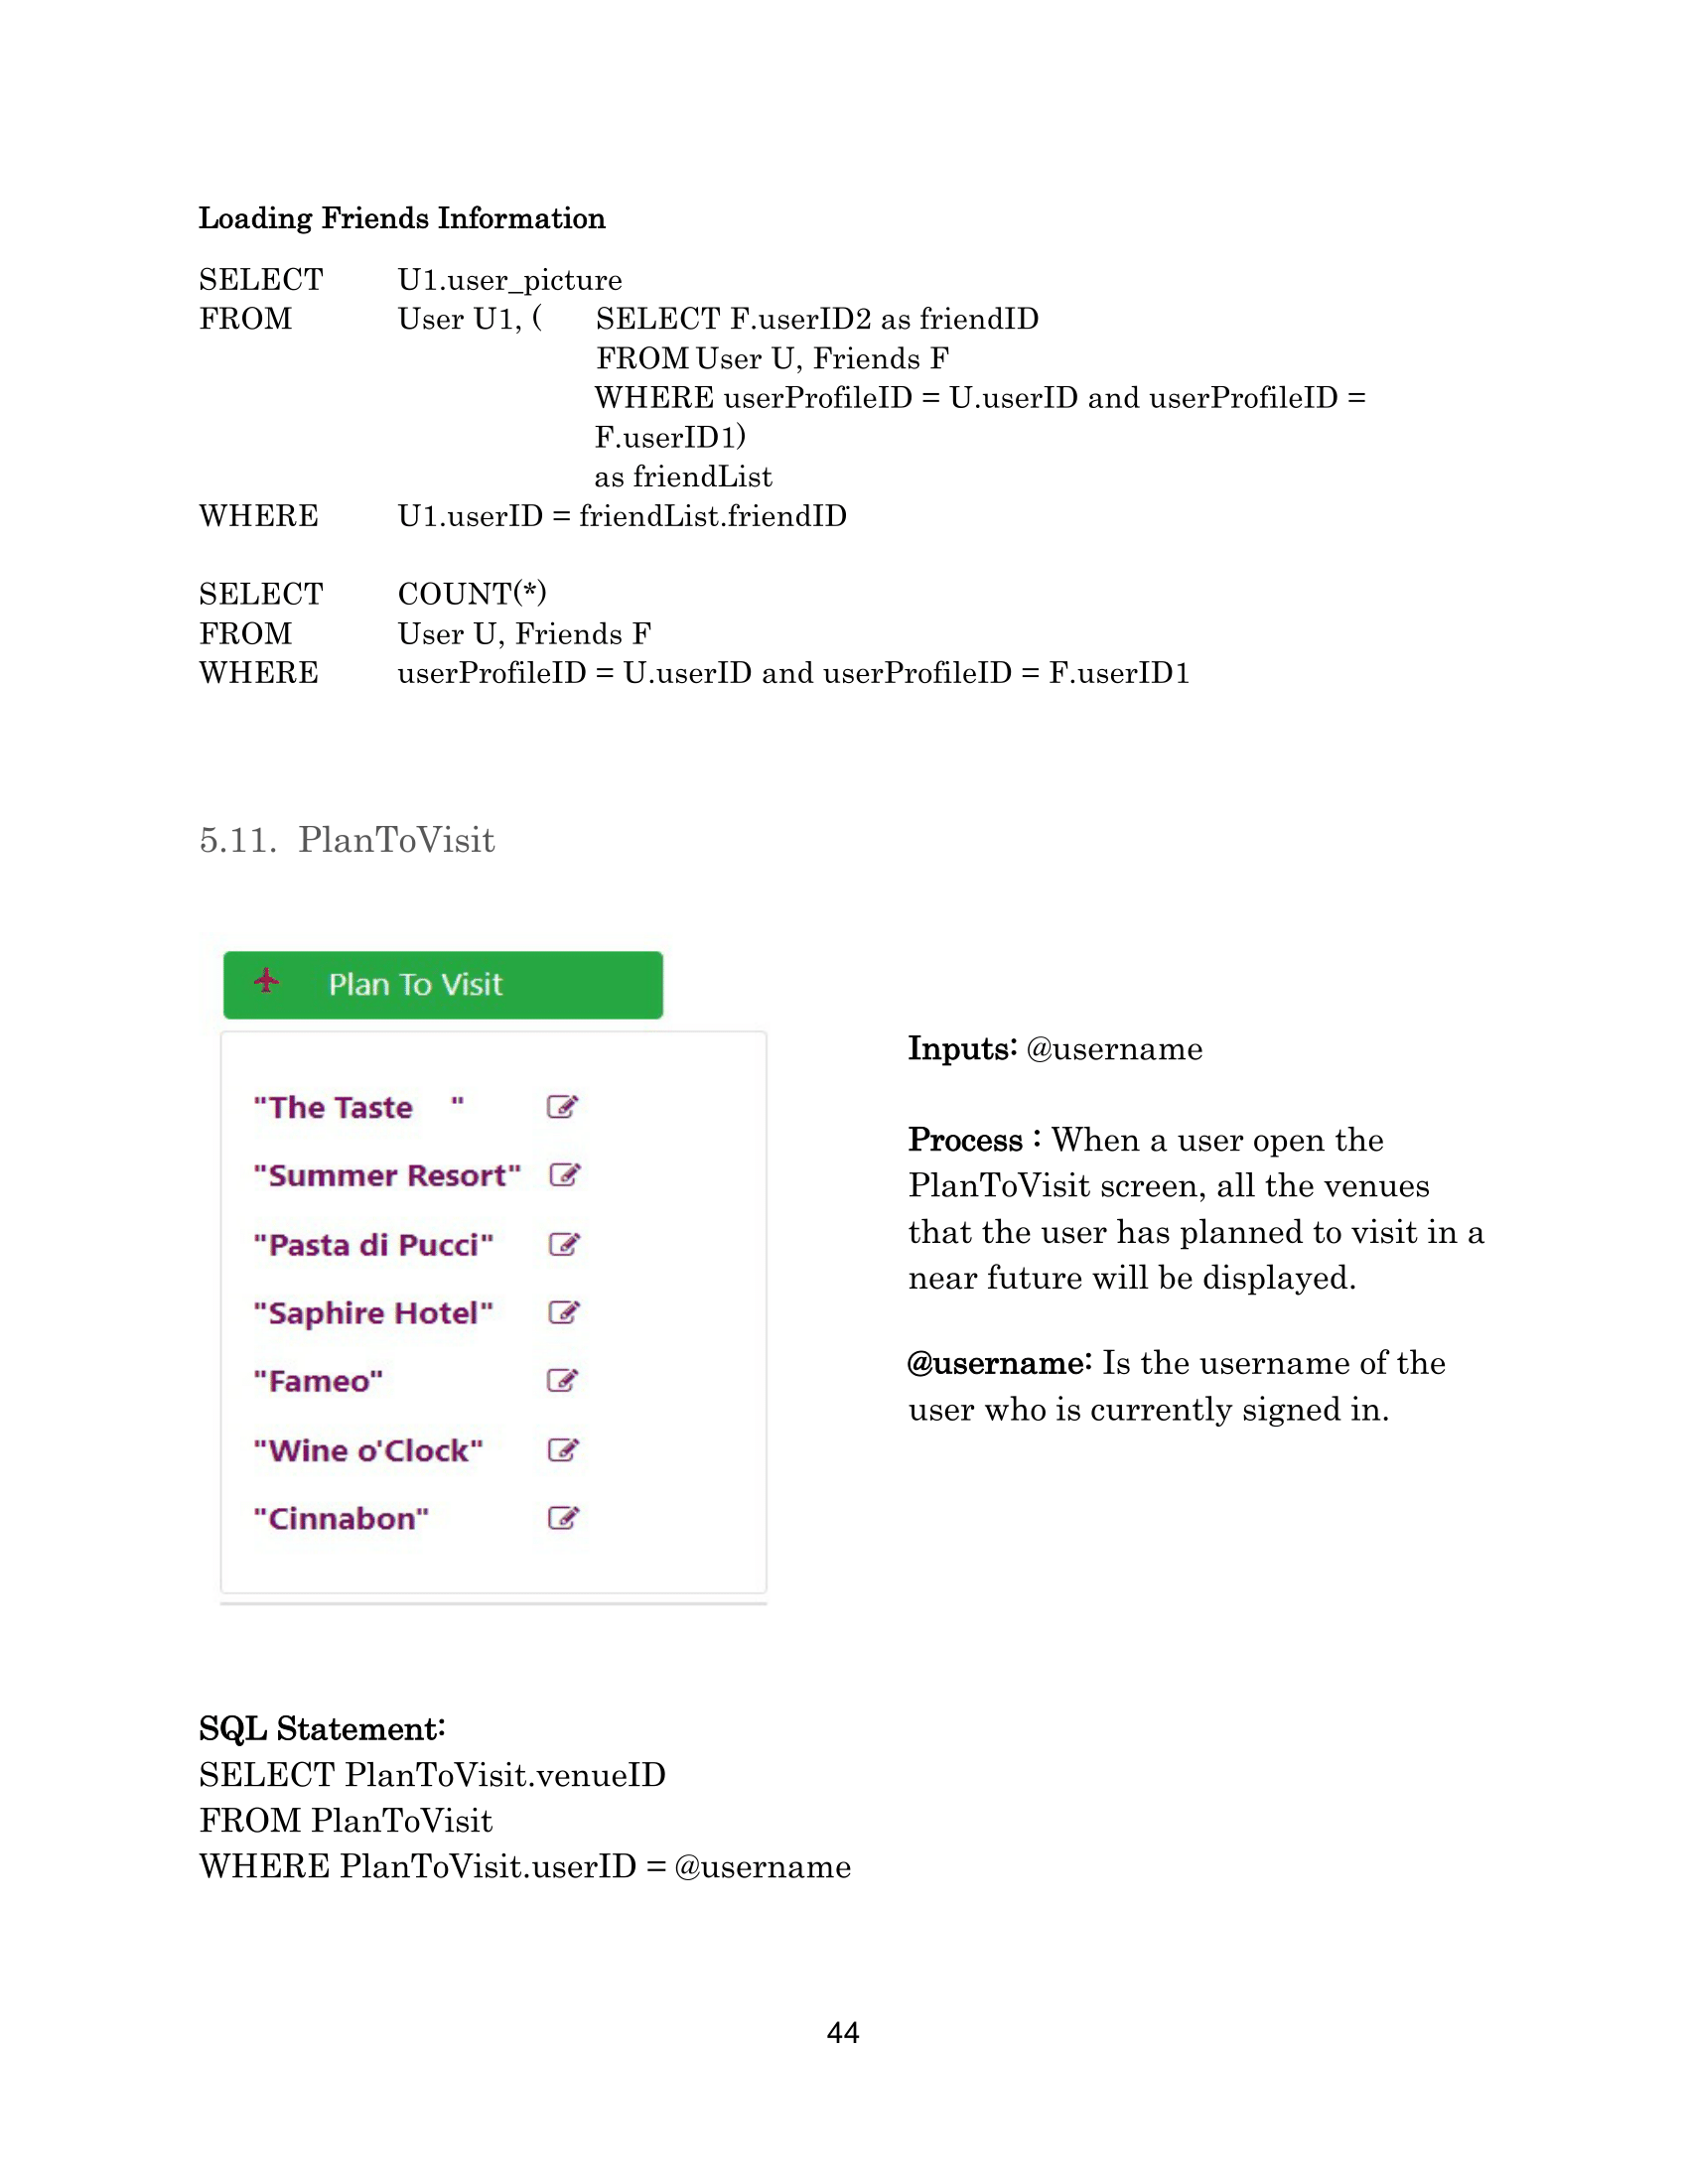 Loading Friends Information
SELECT U1.user_picture
FROM User U1, ( SELECT F.userID2 as friendID
FROM User U, Friends F
WHERE userProfileID = U.userID and userProfileID =
F.userID1)
as friendList
WHERE U1.userID = friendList.friendID
SELECT COUNT(*)
FROM User U, Friends F
WHERE userProfileID = U.userID and userProfileID = F.userID1
5.11. PlanToVisit
Plan To Visit
"The Taste "
"Summer Resort"
"Pasta di Pucci"
"Saphire Hotel"
"Fameo"
"Wine o'Clock"
"Cinnabon"
Inputs: @username
Process : When a user open the
PlanToVisit screen, all the venues
that the user has planned to visit in a
near future will be displayed.
@username: Is the username of the
user who is currently signed in.
SQL Statement:
SELECT PlanToVisit.venueID
FROM PlanToVisit
WHERE PlanToVisit.userID = @username
44